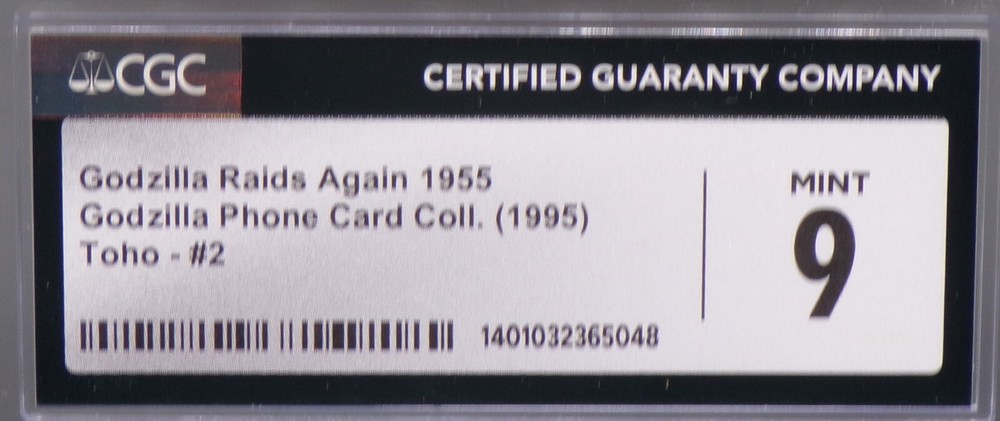 CGC
CERTIFIED GUARANTY COMPANY
Godzilla Raids Again 1955
Godzilla Phone Card Coll. (1995)
Toho - #2
MINT
9
1401032365048